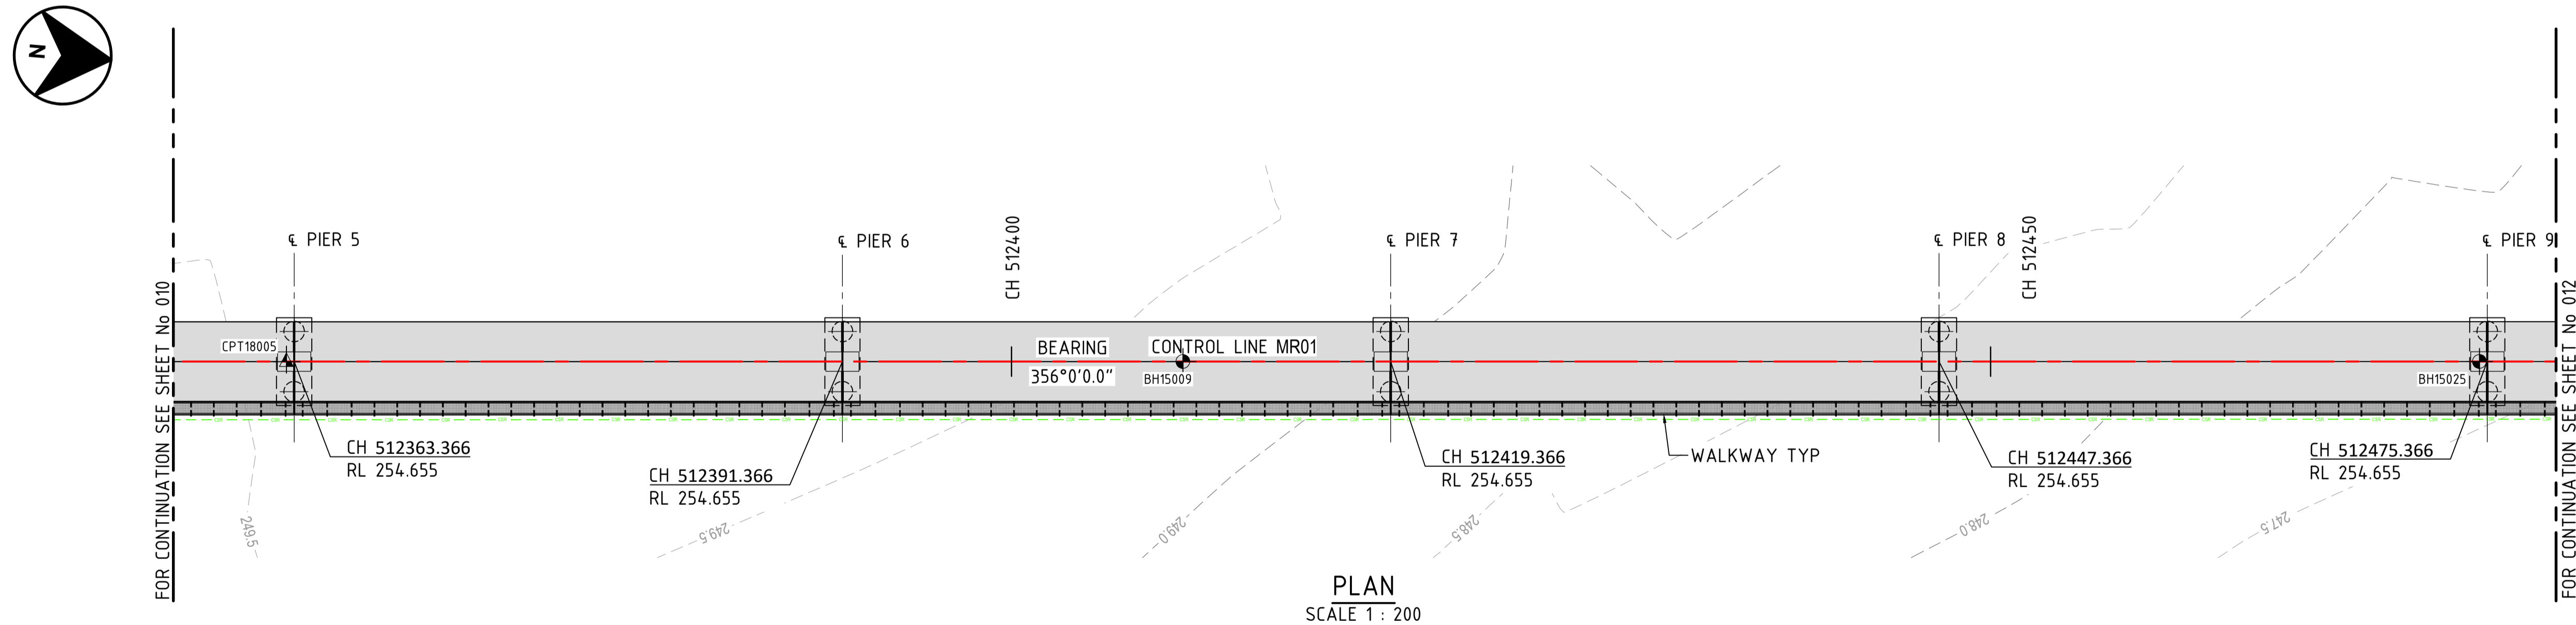 N
FOR CONTINUATION SEE SHEET No 010
℄ PIER 5
℄ PIER 6
CH 512400
℄ PIER 7
℄ PIER 8
CH 512450
℄ PIER 9
FOR CONTINUATION SEE SHEET No 012
CPT18005
BEARING
356°0'0.0"
CONTROL LINE MR01
BH15009
BH15025
CH 512363.366
RL 254.655
CH 512391.366
RL 254.655
CH 512419.366
RL 254.655
WALKWAY TYP
CH 512447.366
RL 254.655
CH 512475.366
RL 254.655
249.5
249.5
249.0
248.5
248.0
247.5
PLAN
SCALE 1 : 200